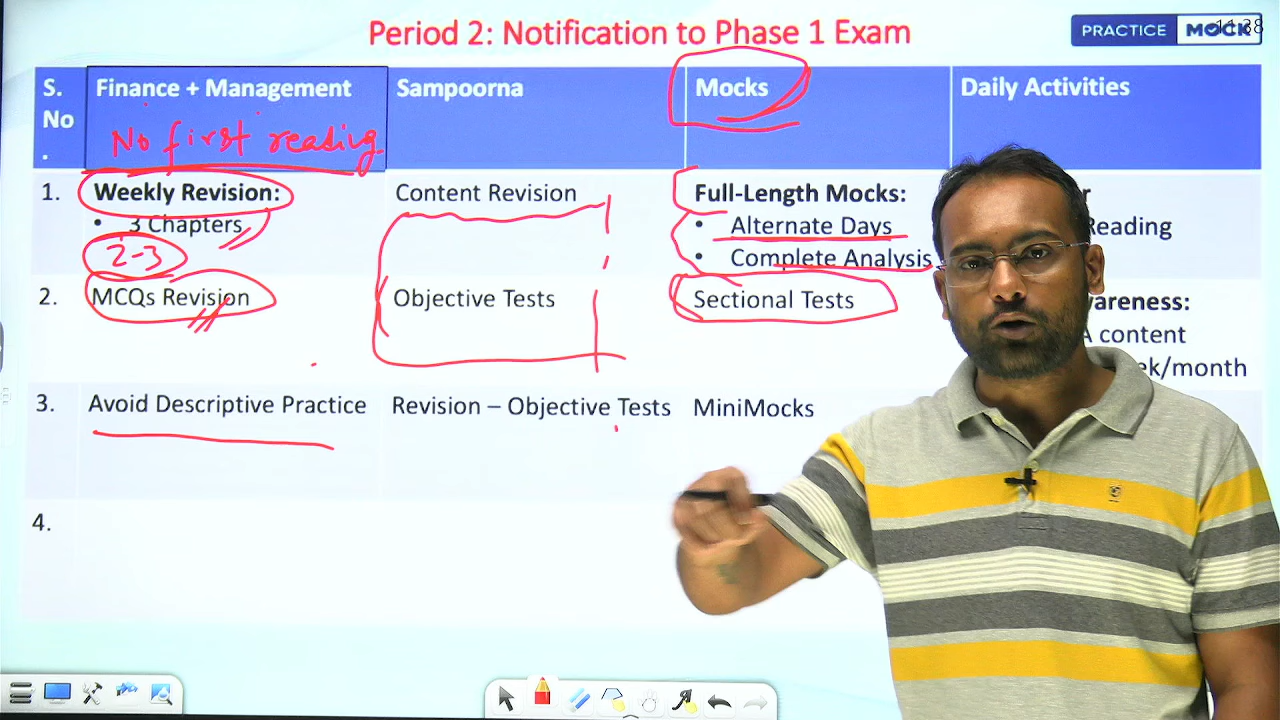 Period 2: Notification to Phase 1 Exam
PRACTICE MOCK
S. No .
Finance + Management
No first reading
Sampoorna
Mocks
Daily Activities
1.
Weekly Revision:
• 3 Chapters
2-3
Content Revision
Full-Length Mocks:
• Alternate Days
• Complete Analysis
Reading
2.
MCQs Revision
Objective Tests
Sectional Tests
content
/month
3.
Avoid Descriptive Practice
Revision – Objective Tests
MiniMocks
4.